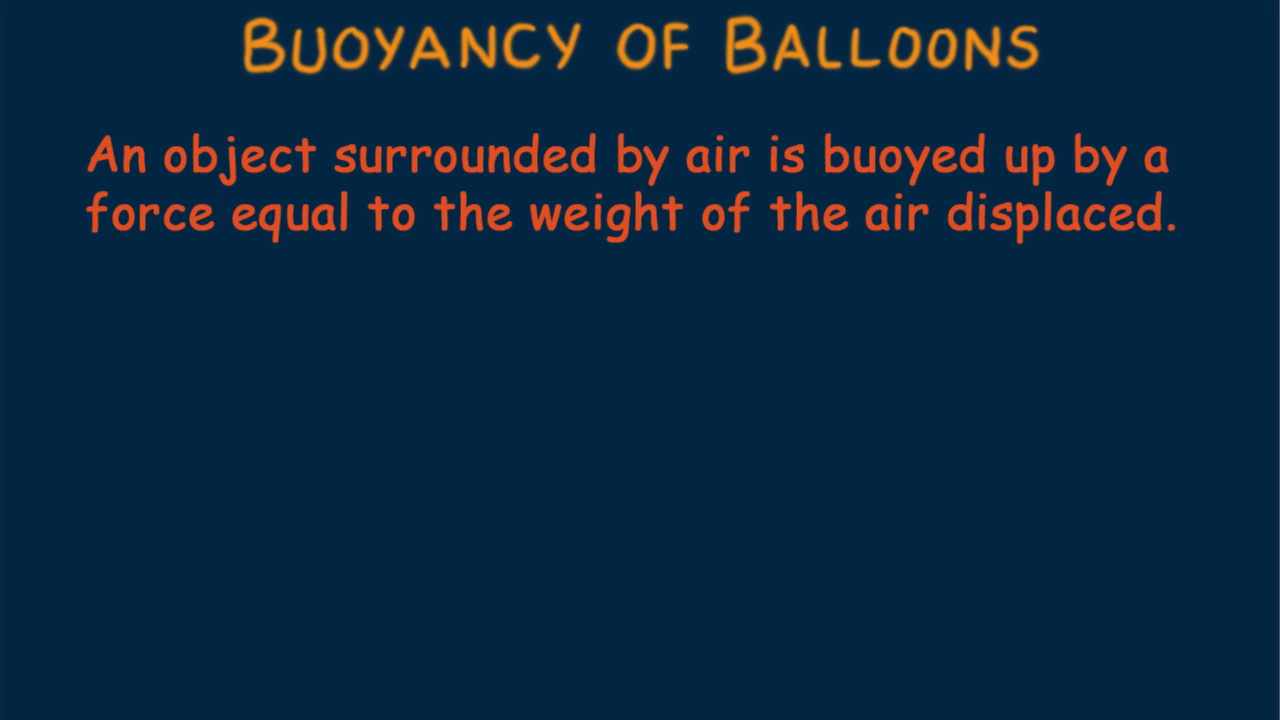 BUOYANCY OF BALLOONS
An object surrounded by air is buoyed up by a
force equal to the weight of the air displaced.